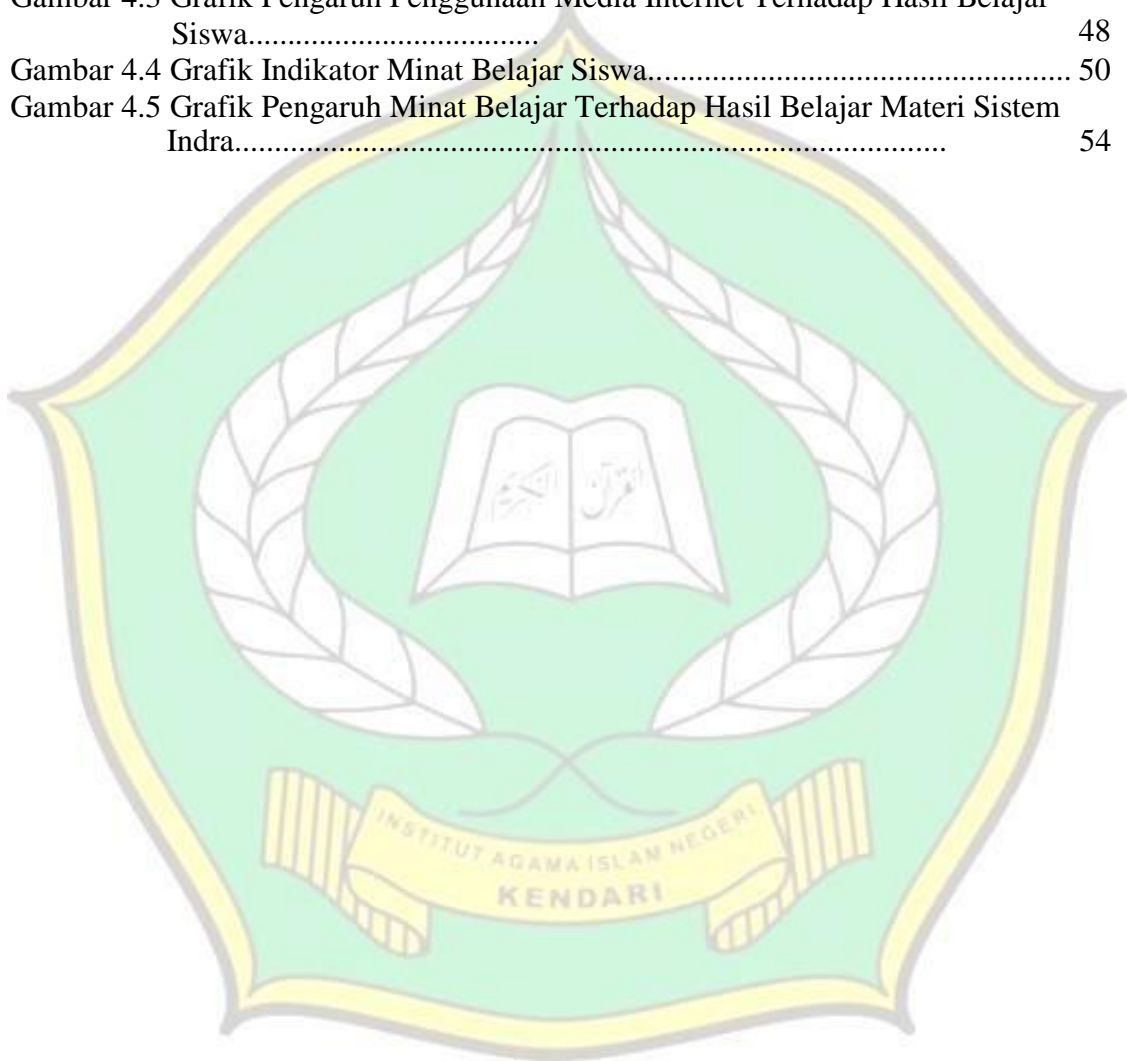 Gambar 4.3 Grafik Pengaruh Penggunaan Media Internet Terhadap Hasil Belajar
Siswa..................................... 48
Gambar 4.4 Grafik Indikator Minat Belajar Siswa..................................................... 50
Gambar 4.5 Grafik Pengaruh Minat Belajar Terhadap Hasil Belajar Materi Sistem
Indra.......................................................................................... 54
INSTITUT AGAMA ISLAM NEGERI
KENDARI